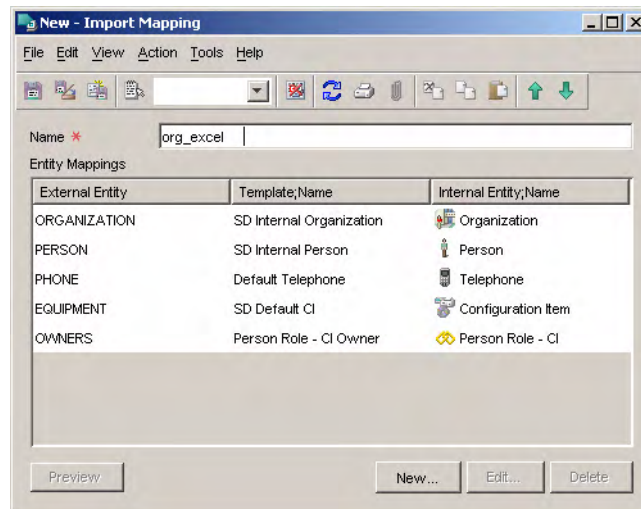 New - Import Mapping
File Edit View Action Tools Help
Name * org_excel
Entity Mappings
External Entity Template;Name Internal Entity;Name
ORGANIZATION SD Internal Organization Organization
PERSON SD Internal Person Person
PHONE Default Telephone Telephone
EQUIPMENT SD Default CI Configuration Item
OWNERS Person Role - CI Owner Person Role - CI
Preview New... Edit... Delete